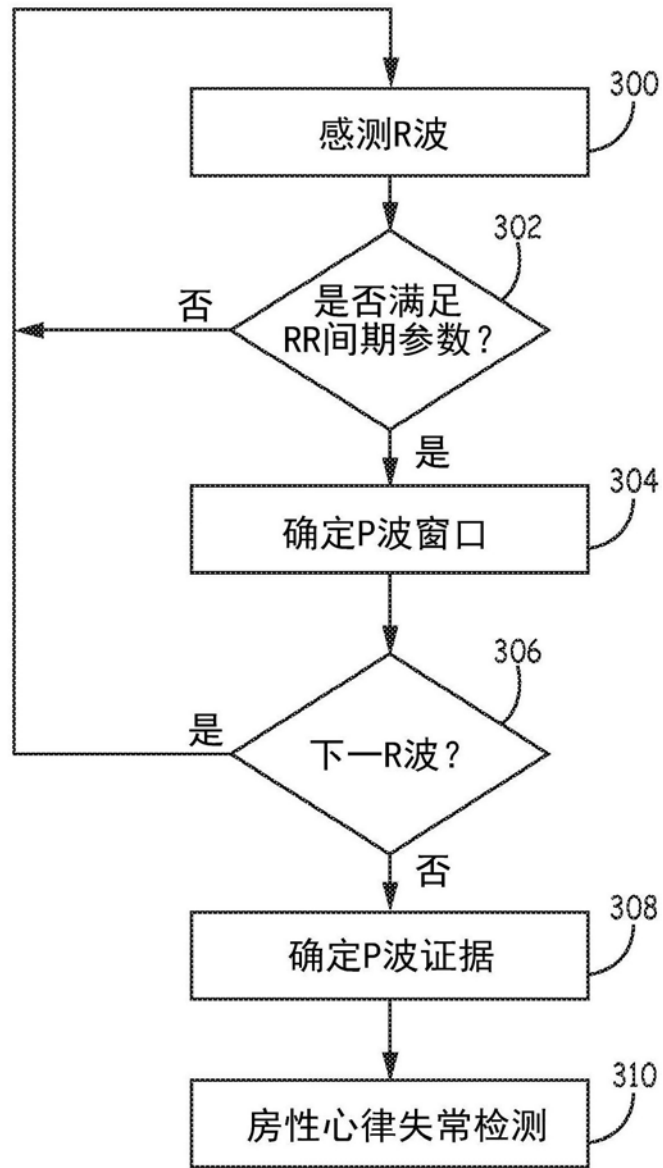 300
感测R波
302
是否满足
RR间期参数?
否
是
304
确定P波窗口
306
是
下一R波?
否
308
确定P波证据
310
房性心律失常检测